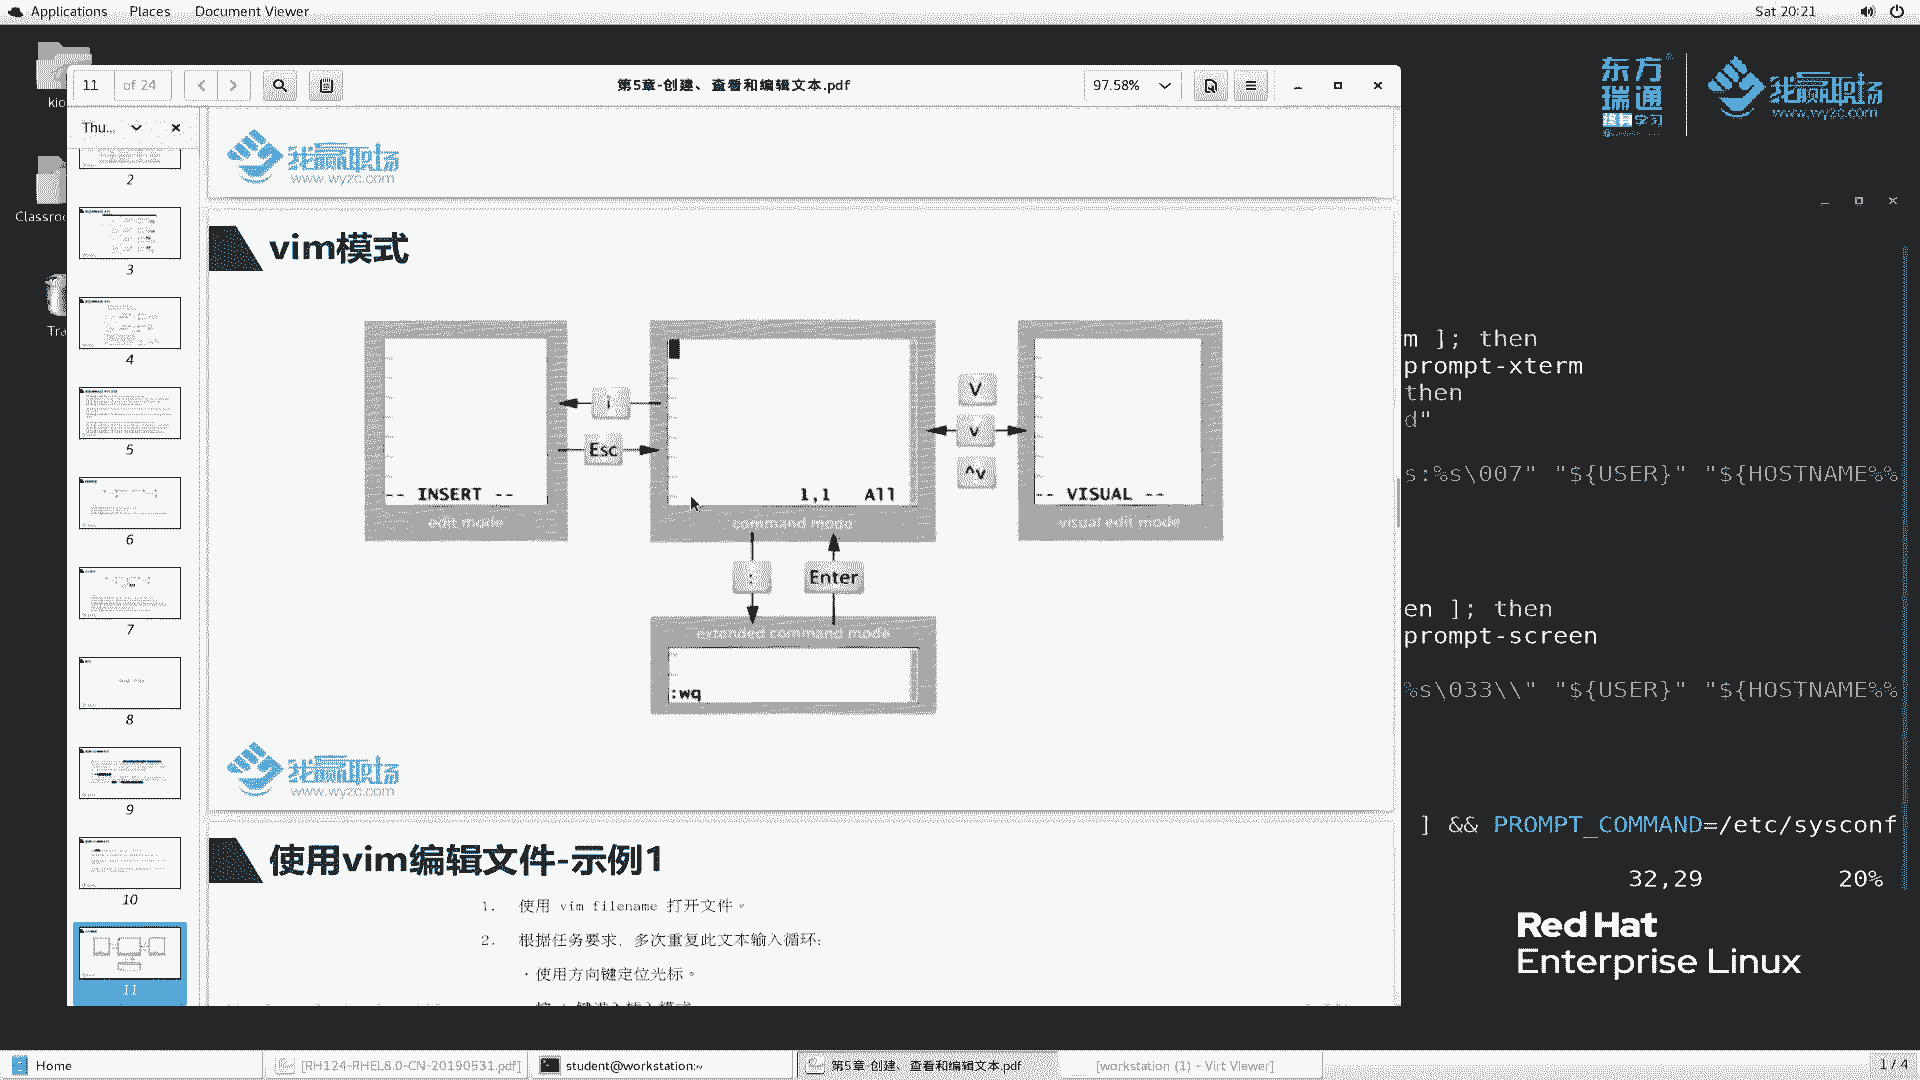 Applications Places Document Viewer Sat 20:21
11 of 24 第5章-创建、查看和编辑文本.pdf 97.58%
Thu...
2
3
4
5
6
7
8
9
10
11
kio
Classroo
Tra
我赢职场
www.wyzc.com
vim模式
i
Esc
-- INSERT --
edit mode
1,1 All
command mode
V
v
^v
-- VISUAL --
visual edit mode
:
Enter
extended command mode
:wq
我赢职场
www.wyzc.com
使用vim编辑文件-示例1
1. 使用 vim filename 打开文件。
2. 根据任务要求，多次重复此文本输入循环:
·使用方向键定位光标。
东方
瑞通
终身学习
我赢职场
www.wyzc.com
m ]; then
prompt-xterm
then
d"
s:%s\007" "${USER}" "${HOSTNAME%%
en ]; then
prompt-screen
%s\033\\" "${USER}" "${HOSTNAME%%
] && PROMPT_COMMAND=/etc/sysconf
32,29 20%
Red Hat
Enterprise Linux
Home [RH124-RHEL8.0-CN-20190531.pdf] student@workstation:~ 第5章-创建、查看和编辑文本.pdf [workstation (1) - Virt Viewer] 1 / 4